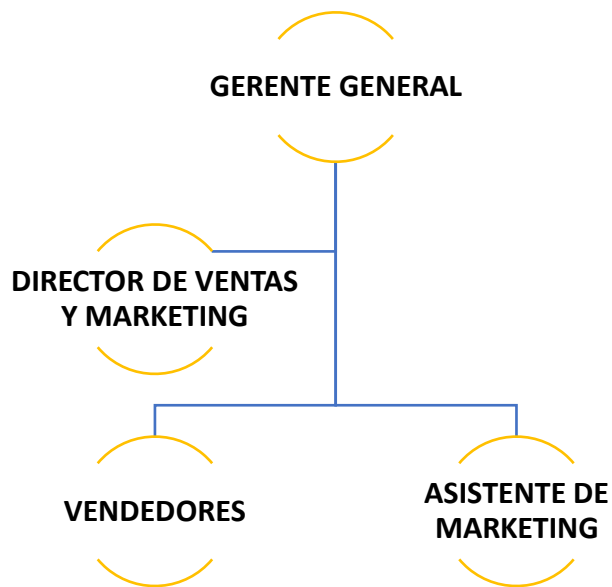 GERENTE GENERAL
DIRECTOR DE VENTAS
Y MARKETING
VENDEDORES
ASISTENTE DE
MARKETING